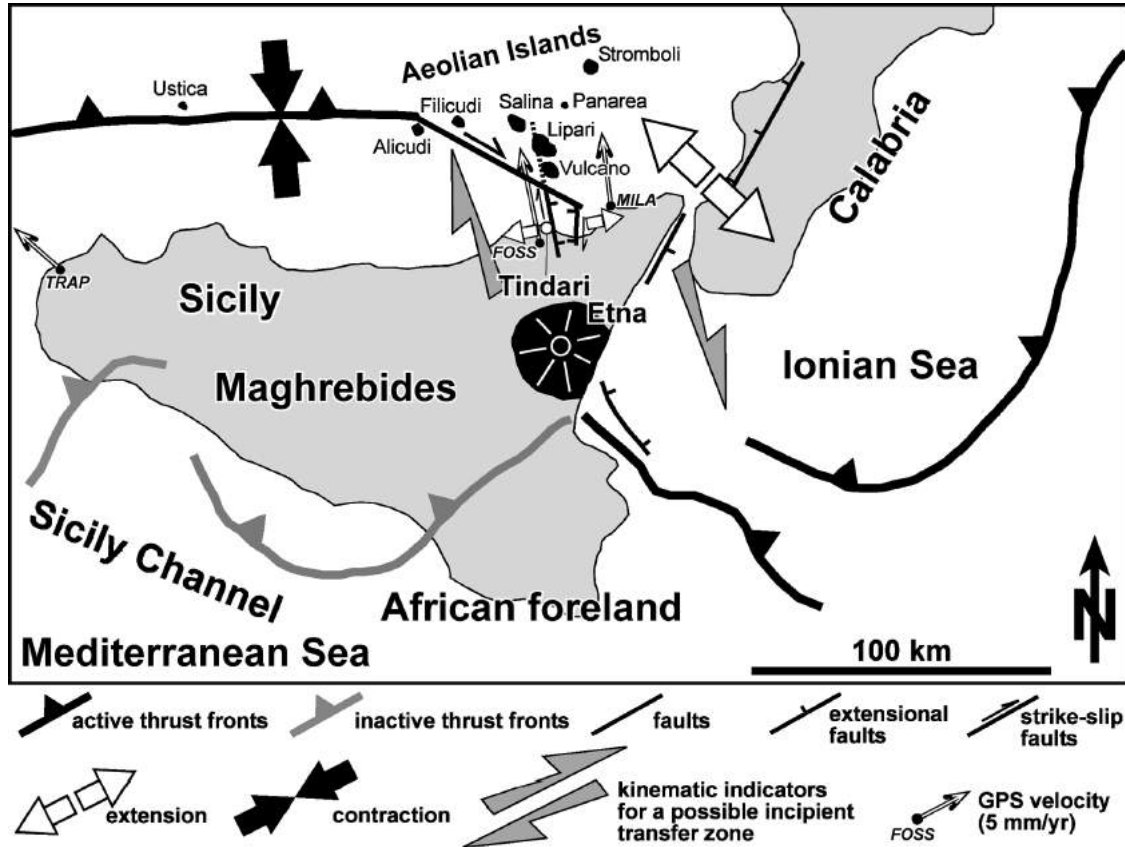 Aeolian Islands
Stromboli
Ustica
Filicudi
Salina
Panarea
Alicudi
Lipari
Vulcano
Calabria
MILA
FOSS
TRAP
Sicily
Tindari
Etna
Ionian Sea
Maghrebides
Sicily Channel
African foreland
N
Mediterranean Sea
100 km
active thrust fronts
inactive thrust fronts
faults
extensional
faults
strike-slip
faults
extension
contraction
kinematic indicators
for a possible incipient
transfer zone
FOSS
GPS velocity
(5 mm/yr)